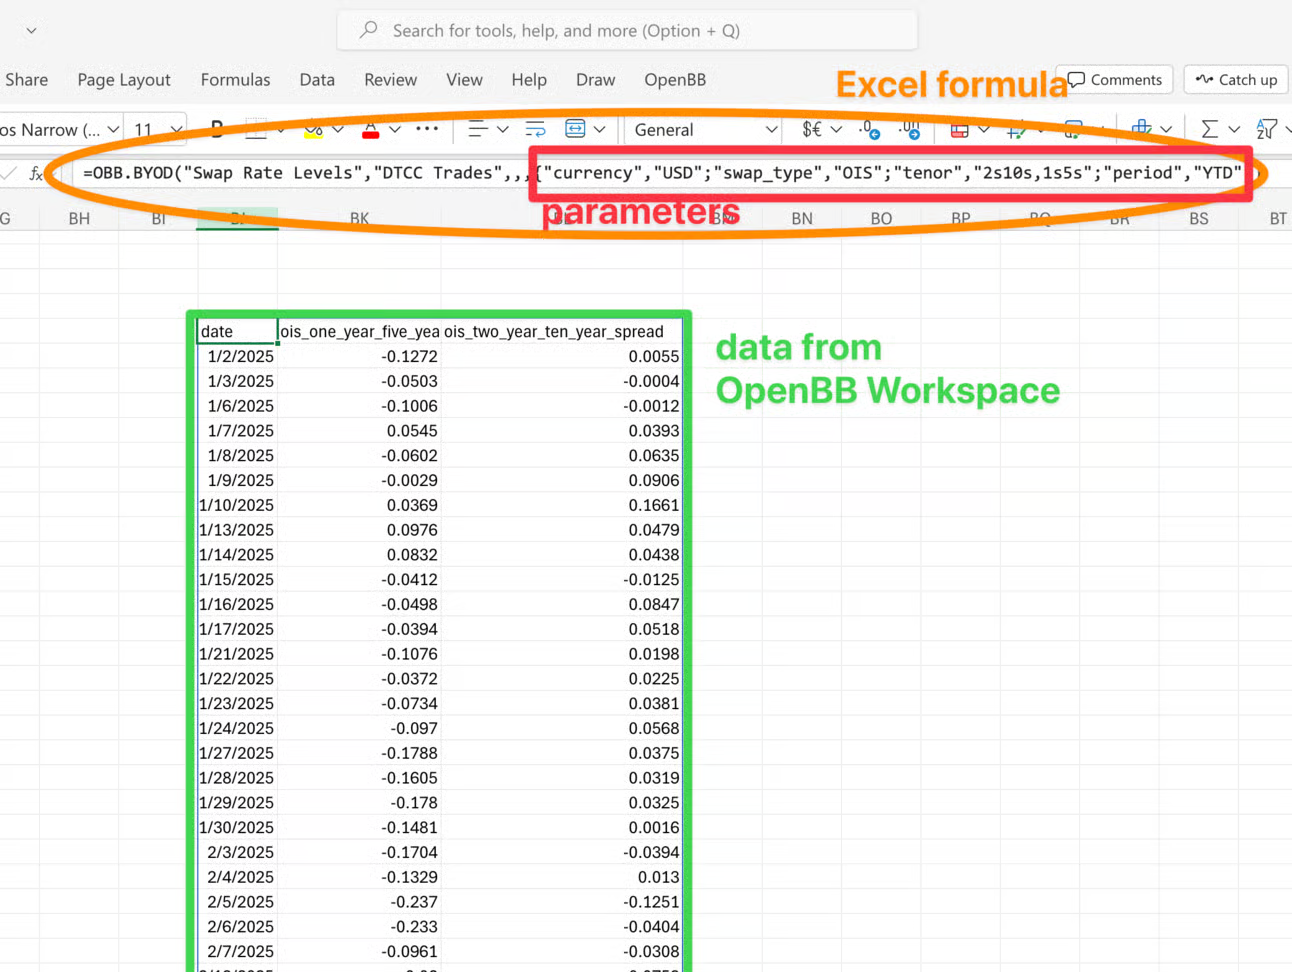 Search for tools, help, and more (Option + Q)
Share Page Layout Formulas Data Review View Help Draw OpenBB
Excel formula
Comments Catch up
os Narrow (... 11 B A General $€ .0 .00
fx =OBB.BYOD("Swap Rate Levels","DTCC Trades",,,{"currency","USD";"swap_type","OIS";"tenor","2s10s,1s5s";"period","YTD"
parameters
G BH BI BK BN BO BP BQ BR BS BT
date ois_one_year_five_yea ois_two_year_ten_year_spread
data from
OpenBB Workspace
1/2/2025 -0.1272 0.0055
1/3/2025 -0.0503 -0.0004
1/6/2025 -0.1006 -0.0012
1/7/2025 0.0545 0.0393
1/8/2025 -0.0602 0.0635
1/9/2025 -0.0029 0.0906
1/10/2025 0.0369 0.1661
1/13/2025 0.0976 0.0479
1/14/2025 0.0832 0.0438
1/15/2025 -0.0412 -0.0125
1/16/2025 -0.0498 0.0847
1/17/2025 -0.0394 0.0518
1/21/2025 -0.1076 0.0198
1/22/2025 -0.0372 0.0225
1/23/2025 -0.0734 0.0381
1/24/2025 -0.097 0.0568
1/27/2025 -0.1788 0.0375
1/28/2025 -0.1605 0.0319
1/29/2025 -0.178 0.0325
1/30/2025 -0.1481 0.0016
2/3/2025 -0.1704 -0.0394
2/4/2025 -0.1329 0.013
2/5/2025 -0.237 -0.1251
2/6/2025 -0.233 -0.0404
2/7/2025 -0.0961 -0.0308